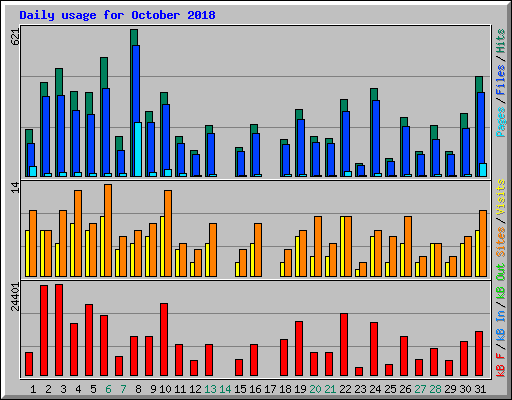 Daily usage for October 2018
621
Pages / Files / Hits
14
Sites / Visits
24401
kB F / kB In / kB Out
1 2 3 4 5 6 7 8 9 10 11 12 13 14 15 16 17 18 19 20 21 22 23 24 25 26 27 28 29 30 31